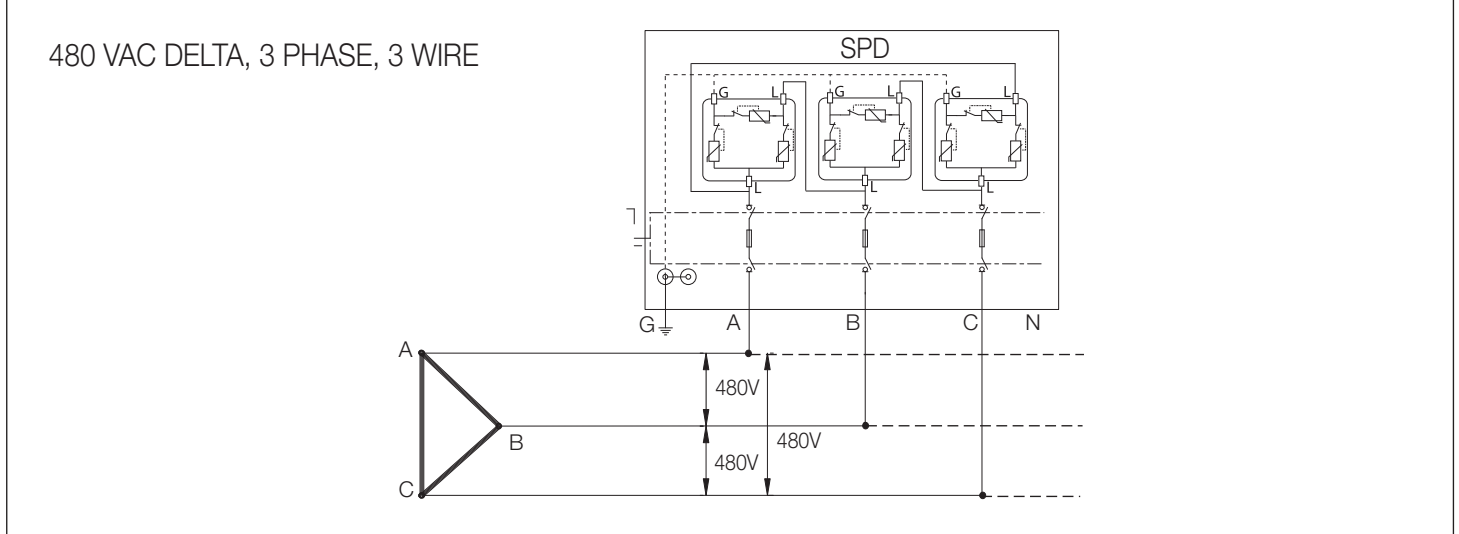 480 VAC DELTA, 3 PHASE, 3 WIRE
SPD
G L G L G L
L L L
G A B C N
A
480V
B 480V
480V
C